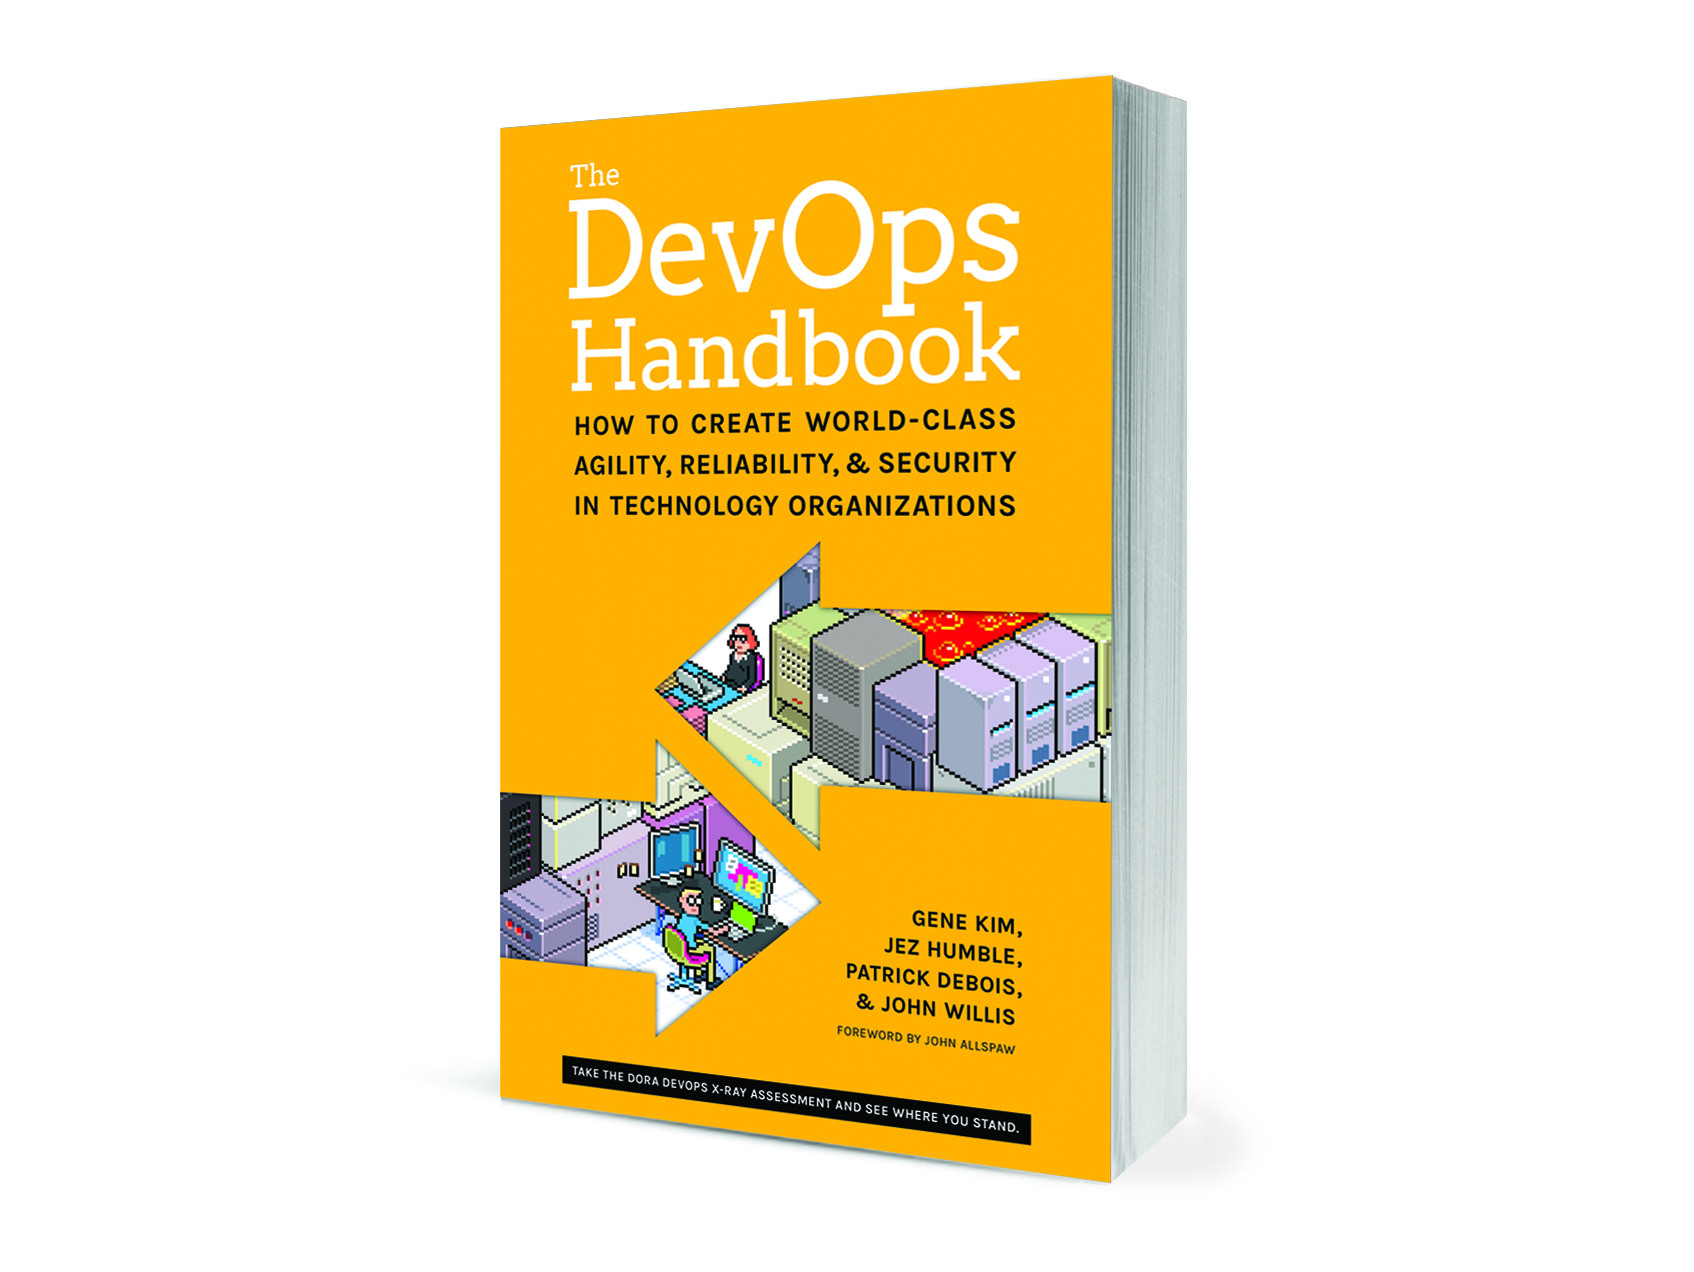 The
DevOps
Handbook
HOW TO CREATE WORLD-CLASS
AGILITY, RELIABILITY, & SECURITY
IN TECHNOLOGY ORGANIZATIONS
GENE KIM,
JEZ HUMBLE,
PATRICK DEBOIS,
& JOHN WILLIS
FOREWORD BY JOHN ALLSPAW
TAKE THE DORA DEVOPS X-RAY ASSESSMENT AND SEE WHERE YOU STAND.